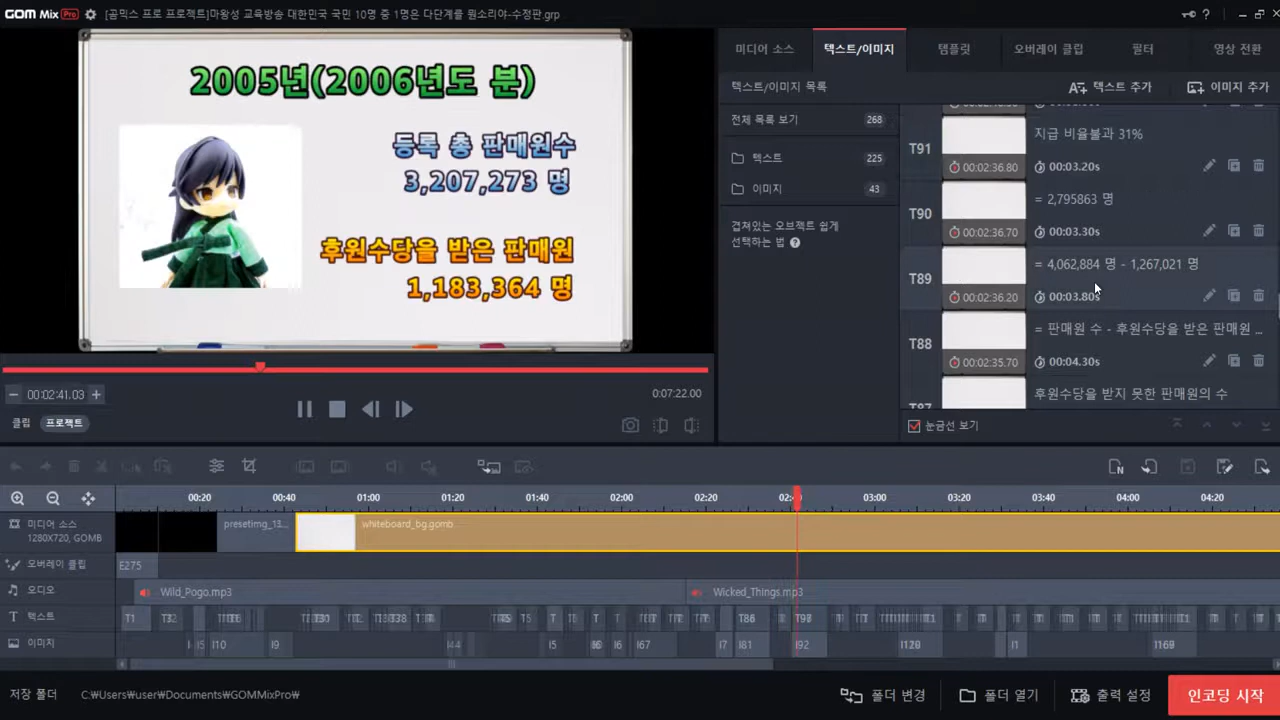 GOM Mix Pro [곰믹스 프로 프로젝트]마왕성 교육방송 대한민국 국민 10명 중 1명은 다단계를 뭔소리야-수정판.grp
2005년(2006년도 분)
등록 총 판매원수
3,207,273 명
후원수당을 받은 판매원
1,183,364 명
00:02:41.03
0:07:22.00
클립 프로젝트
미디어 소스 텍스트/이미지 템플릿 오버레이 클립 필터 영상 전환
텍스트/이미지 목록 텍스트 추가 이미지 추가
전체 목록 보기 268
텍스트 225
이미지 43
겹쳐있는 오브젝트 쉽게
선택하는 법
T91 지급 비율불과 31%
00:02:36.80 00:03.20s
T90 = 2,795863 명
00:02:36.70 00:03.30s
T89 = 4,062,884 명 - 1,267,021 명
00:02:36.20 00:03.80s
T88 = 판매원 수 - 후원수당을 받은 판매원 ...
00:02:35.70 00:04.30s
후원수당을 받지 못한 판매원의 수
눈금선 보기
00:20 00:40 01:00 01:20 01:40 02:00 02:20 03:00 03:20 03:40 04:00 04:20
미디어 소스 presetimg_13... whiteboard_bg.gomb
1280X720, GOMB
오버레이 클립 E275
오디오 Wild_Pogo.mp3 Wicked_Things.mp3
텍스트 T1 T86
이미지 I10 I9 I44 I5 I67 I7 I81 I92 I128 I1 I169
저장 폴더 C:₩Users₩user₩Documents₩GOMMixPro₩ 폴더 변경 폴더 열기 출력 설정 인코딩 시작